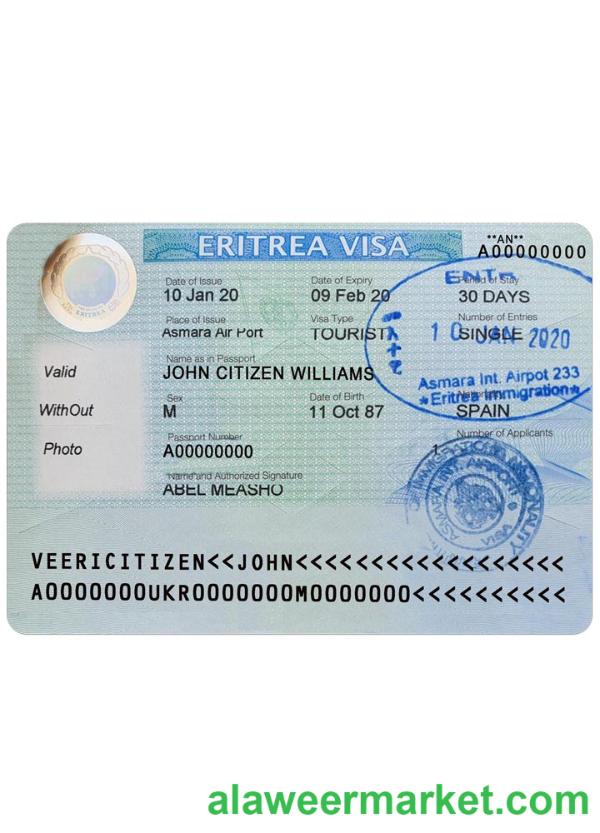 ERITREA VISA
**AN**
A00000000
ERITREA
Date of Issue
10 Jan 20
Date of Expiry
09 Feb 20
Period of Stay
30 DAYS
ENTR
Place of Issue
Asmara Air Port
Visa Type
TOURIST
Number of Entries
SINGLE
10 JAN 2020
Asmara Int. Airpot 233
*Eritrea Immigration*
Valid
WithOut
Photo
Name as in Passport
JOHN CITIZEN WILLIAMS
Sex
M
Date of Birth
11 Oct 87
SPAIN
Passport Number
A00000000
Number of Applicants
1
Name and Authorized Signature
ABEL MEASHO
NATIONALITY
ASMARA INT. AIRPORT
VISA
VEERICITIZEN<<JOHN<<<<<<<<<<<<<<<<<<
A0000000UKR0000000M0000000<<<<<<<<<<
alaweermarket.com